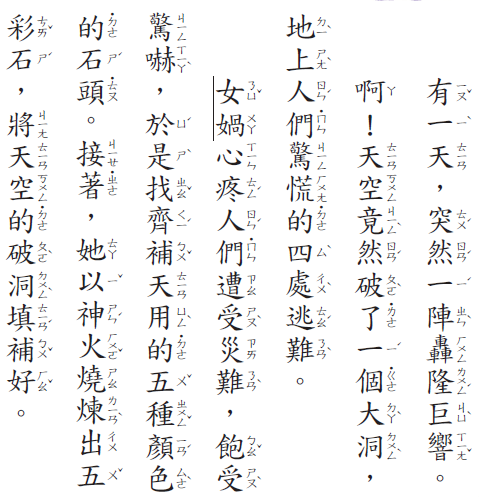 有一天，突然一陣轟隆巨響。
啊！天空竟然破了一個大洞，
地上人們驚慌的四處逃難。
女媧心疼人們遭受災難，飽受
驚嚇，於是找齊補天用的五種顏色
的石頭。接著，她以神火燒煉出五
彩石，將天空的破洞填補好。